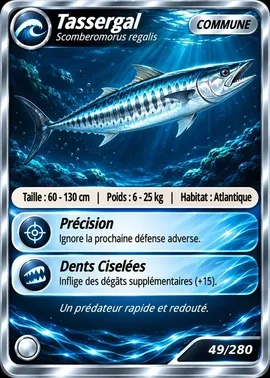 Tassergal
Scomberomorus regalis
COMMUNE
Taille : 60 - 130 cm | Poids : 6 - 25 kg | Habitat : Atlantique
Précision
Ignore la prochaine défense adverse.
Dents Ciselées
Inflige des dégâts supplémentaires (+15).
Un prédateur rapide et redouté.
49/280